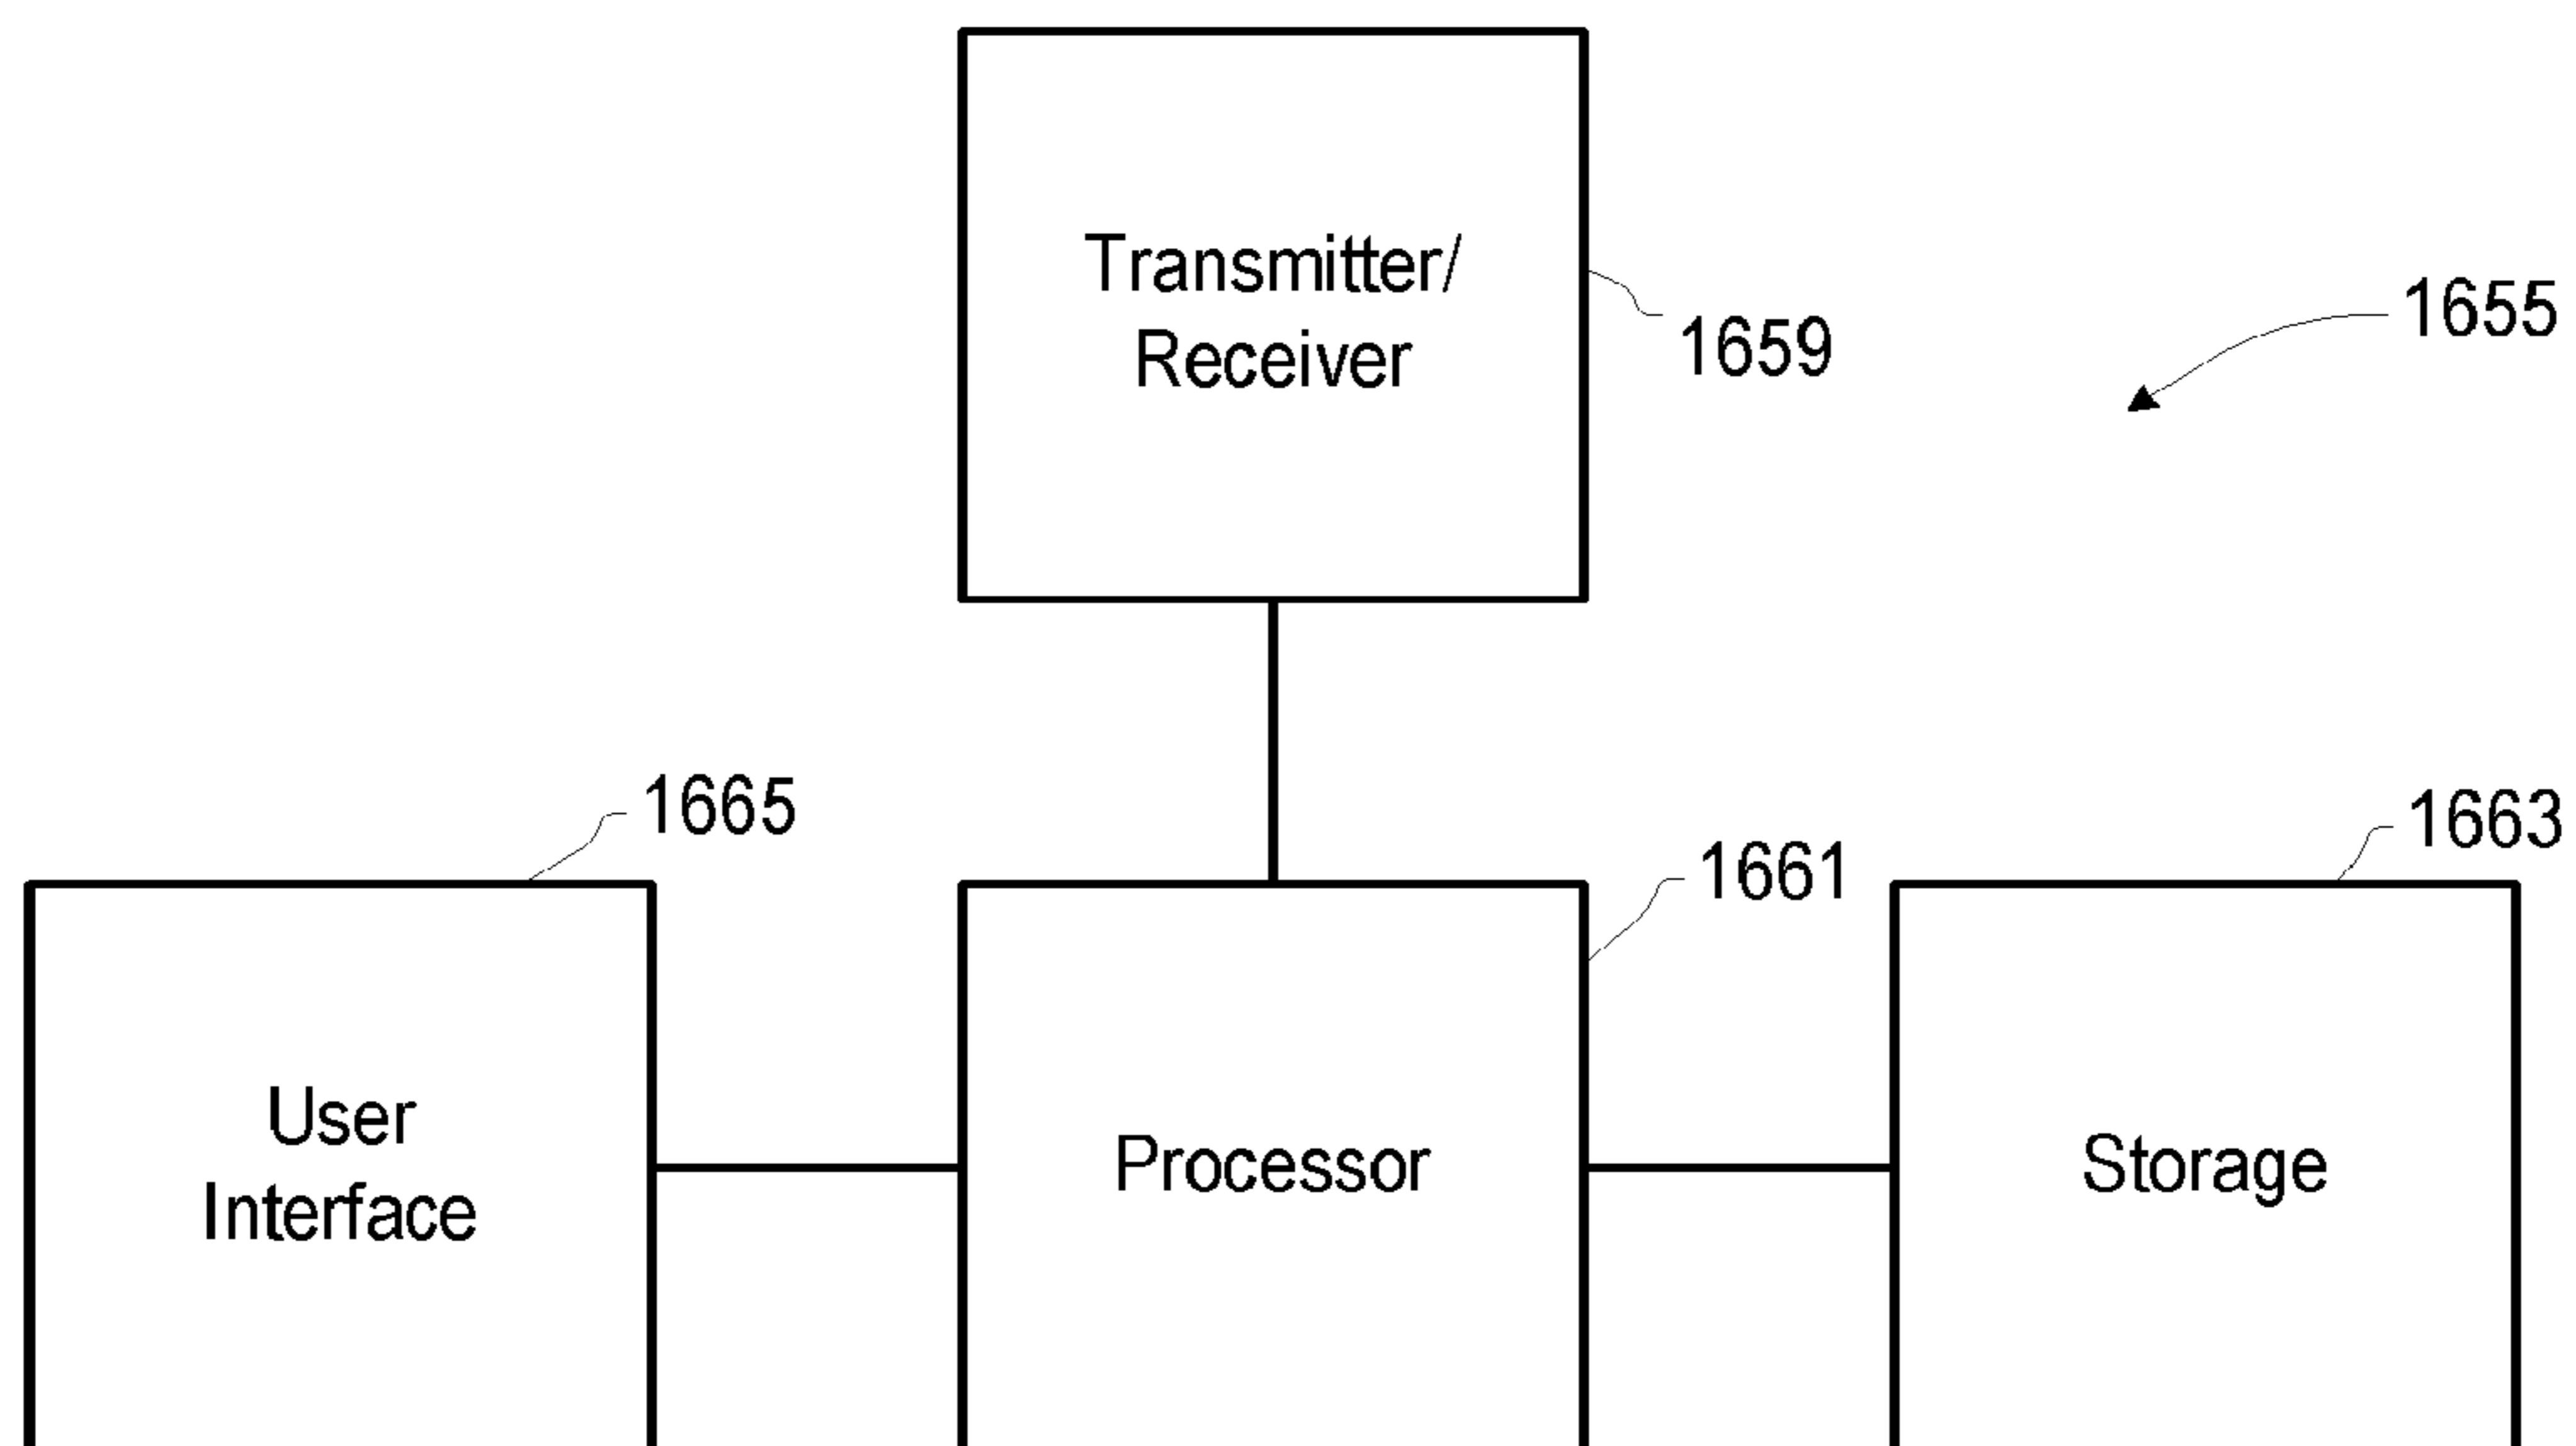 Transmitter/
Receiver
1659
1655
1665
1661
1663
User
Interface
Processor
Storage